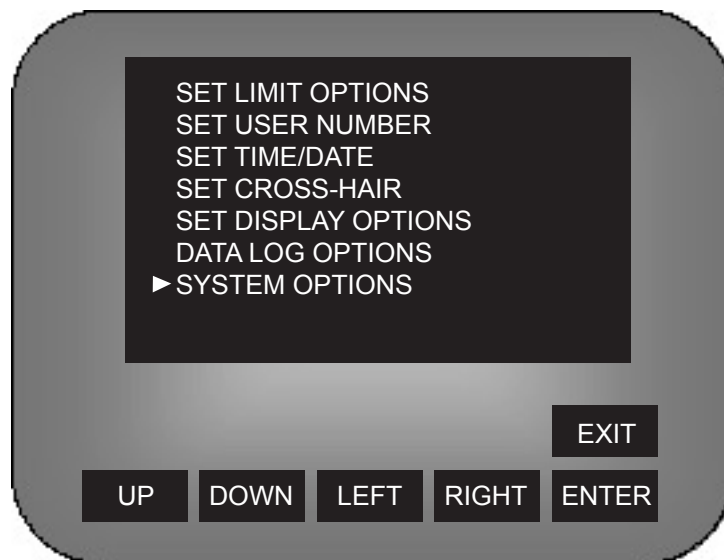 SET LIMIT OPTIONS
SET USER NUMBER
SET TIME/DATE
SET CROSS-HAIR
SET DISPLAY OPTIONS
DATA LOG OPTIONS
►SYSTEM OPTIONS
EXIT
UP DOWN LEFT RIGHT ENTER